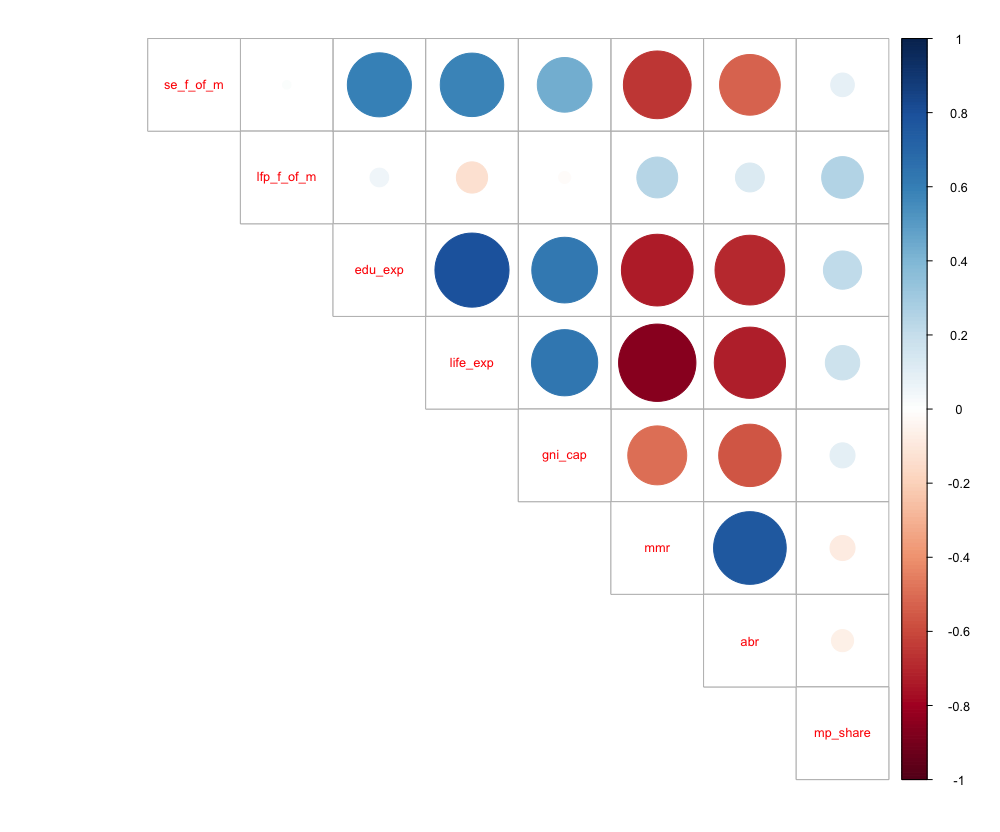 se_f_of_m
lfp_f_of_m
edu_exp
life_exp
gni_cap
mmr
abr
mp_share
1
0.8
0.6
0.4
0.2
0
-0.2
-0.4
-0.6
-0.8
-1